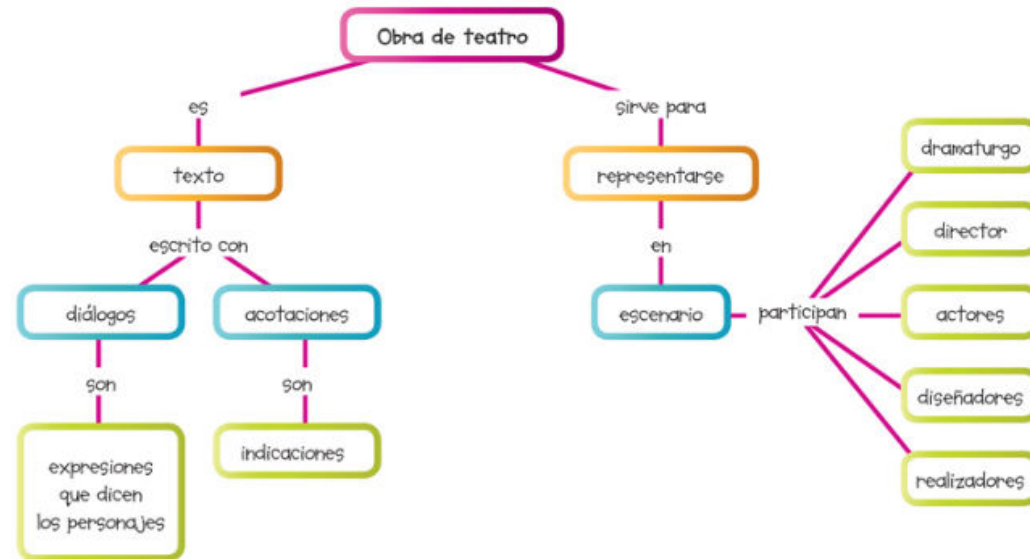 Obra de teatro
es
sirve para
texto
representarse
escrito con
en
diálogos
acotaciones
escenario
participan
son
son
expresiones
que dicen
los personajes
indicaciones
dramaturgo
director
actores
diseñadores
realizadores